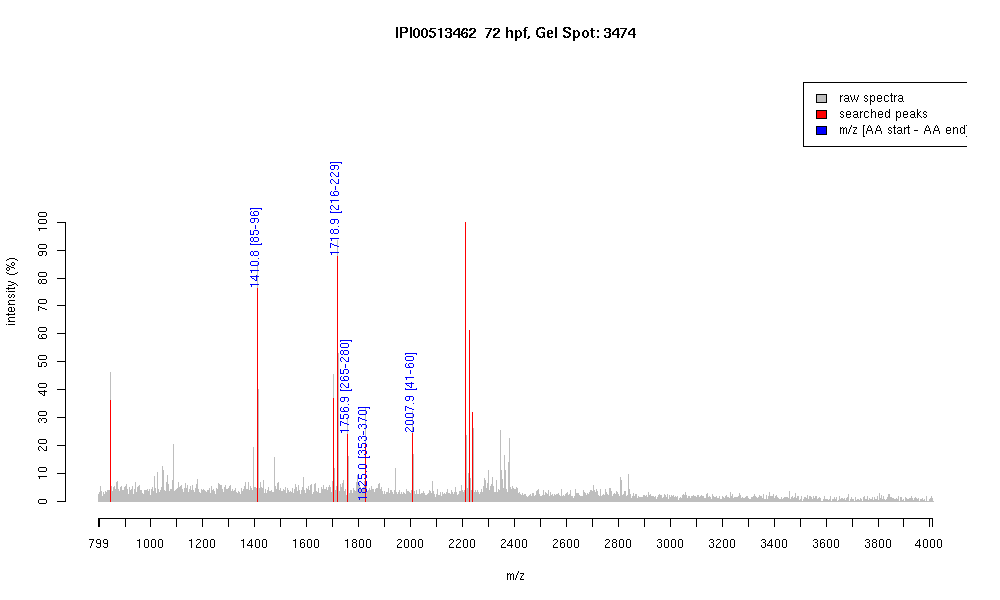 IPI00513462 72 hpf, Gel Spot: 3474
raw spectra
searched peaks
m/z [AA start - AA end]
1410.8 [85-96]
1718.9 [216-229]
1756.9 [265-280]
1825.0 [353-370]
2007.9 [41-60]
intensity (%)
100
90
80
70
60
50
40
30
20
10
0
799 1000 1200 1400 1600 1800 2000 2200 2400 2600 2800 3000 3200 3400 3600 3800 4000
m/z